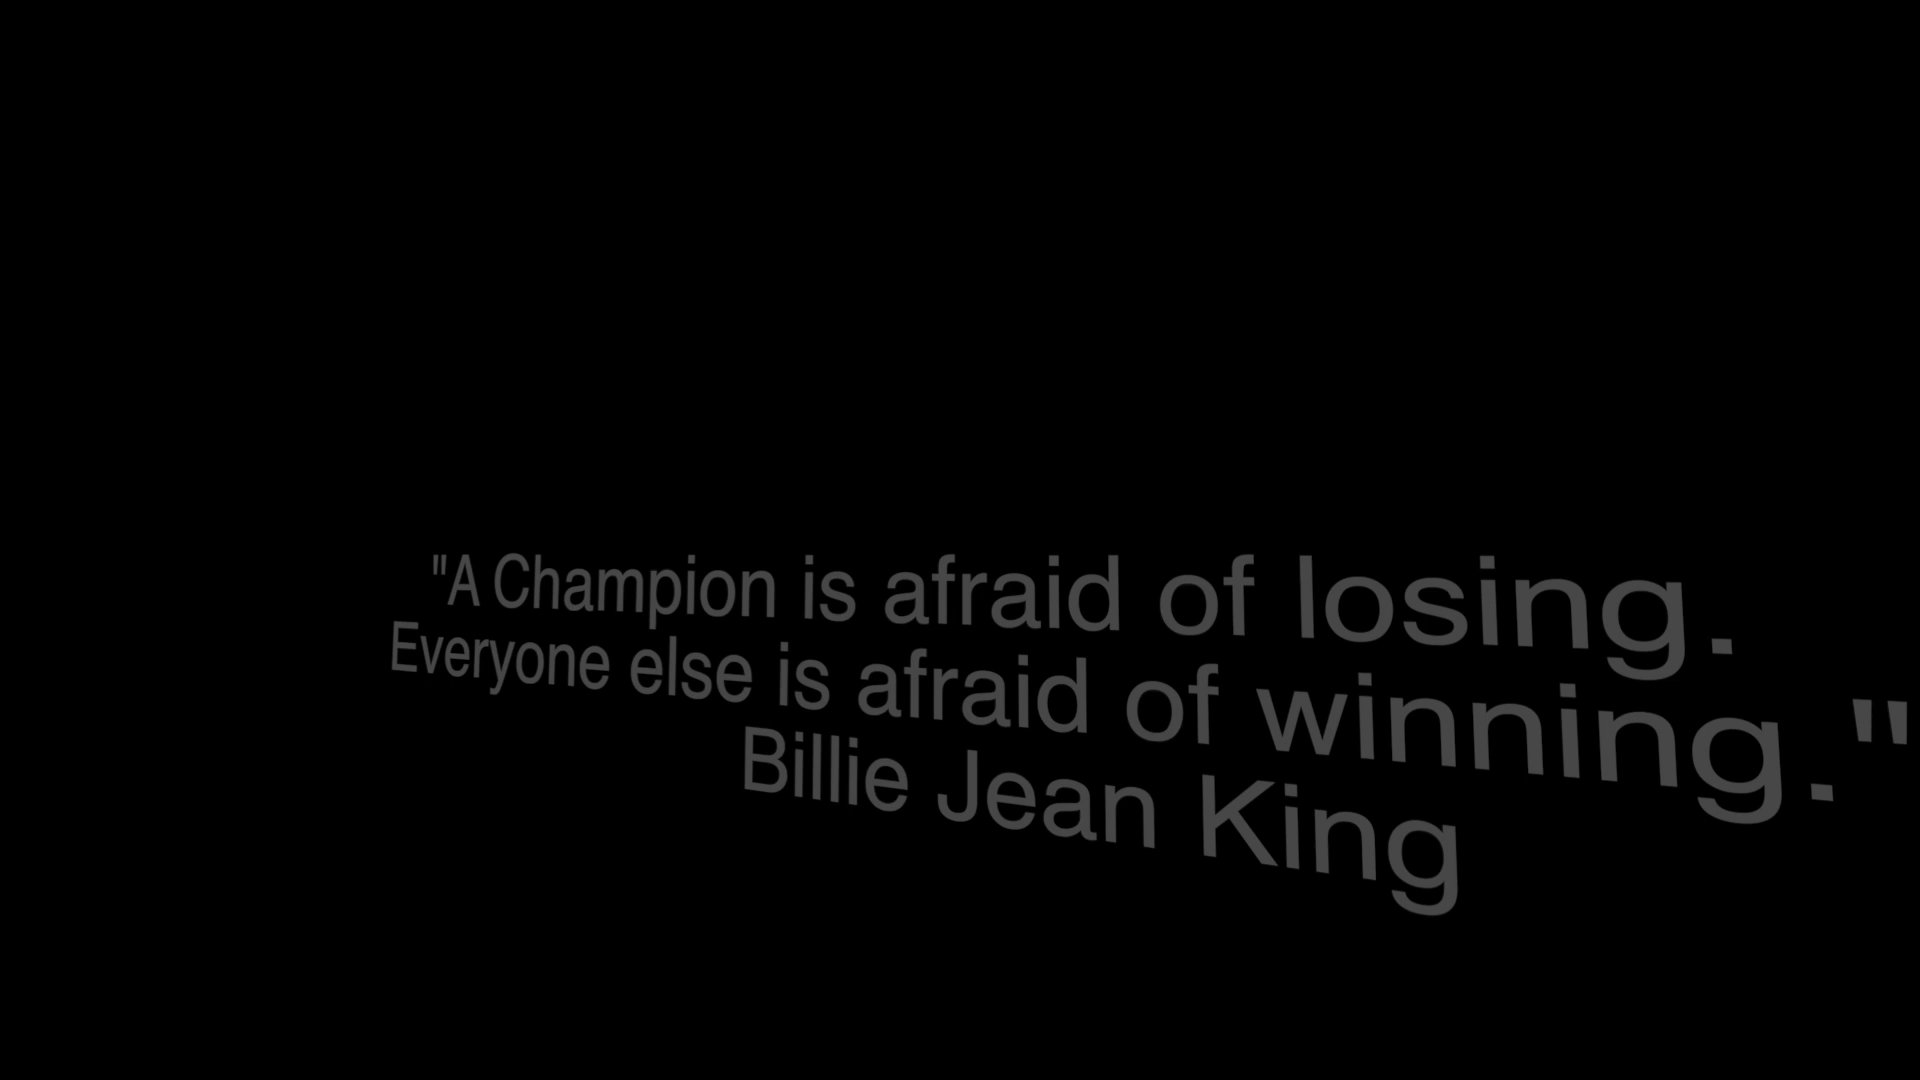 "A Champion is afraid of losing.
Everyone else is afraid of winning."
Billie Jean King